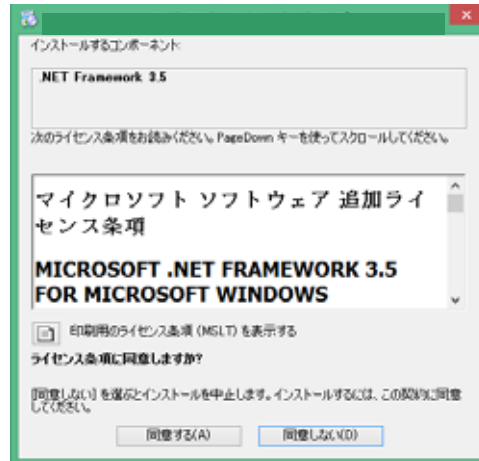 インストールするコンポーネント:
.NET Framework 3.5
次のライセンス条項をお読みください。PageDown キーを使ってスクロールしてください。
マイクロソフト ソフトウェア 追加ライ
センス条項
MICROSOFT .NET FRAMEWORK 3.5
FOR MICROSOFT WINDOWS
印刷用のライセンス条項 (MSLT) を表示する
ライセンス条項に同意しますか?
[同意しない] を選ぶとインストールを中止します。インストールするには、この契約に同意
してください。
同意する(A)
同意しない(D)